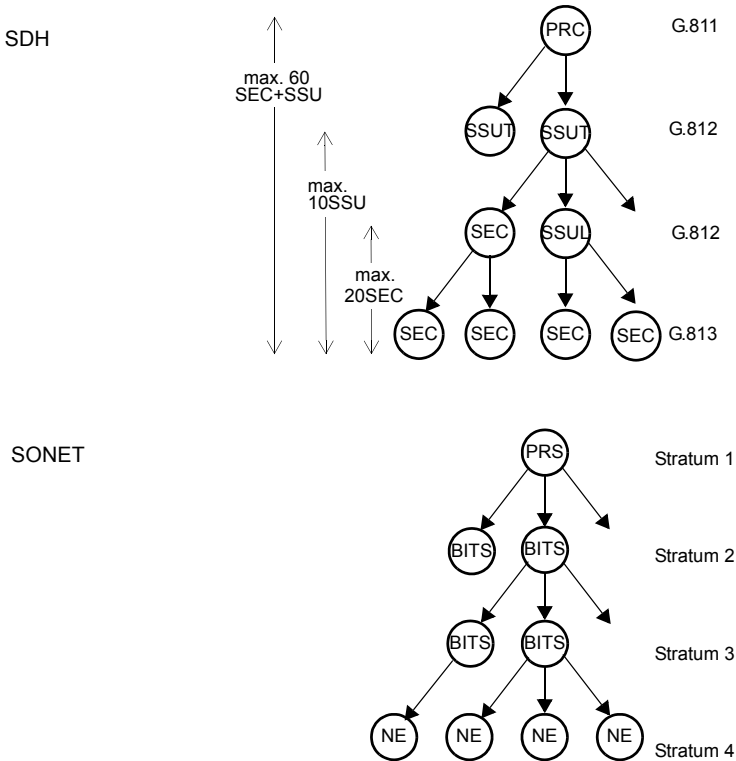 SDH
PRC
G.811
max. 60
SEC+SSU
SSUT
SSUT
G.812
max.
10SSU
SEC
SSUL
G.812
max.
20SEC
SEC
SEC
SEC
SEC
G.813
SONET
PRS
Stratum 1
BITS
BITS
Stratum 2
BITS
BITS
Stratum 3
NE
NE
NE
NE
Stratum 4